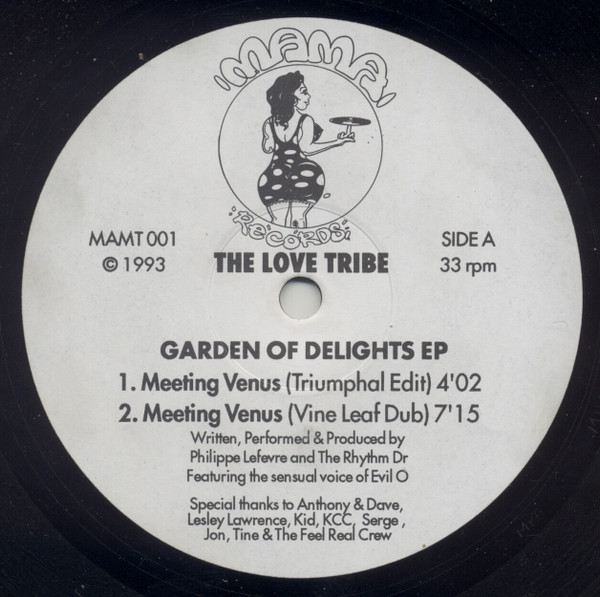 MAMA
RECORDS
MAMT 001
© 1993
SIDE A
33 rpm
THE LOVE TRIBE
GARDEN OF DELIGHTS EP
1. Meeting Venus (Triumphal Edit) 4'02
2. Meeting Venus (Vine Leaf Dub) 7'15
Written, Performed & Produced by
Philippe Lefevre and The Rhythm Dr
Featuring the sensual voice of Evil O
Special thanks to Anthony & Dave,
Lesley Lawrence, Kid, KCC, Serge ,
Jon, Tine & The Feel Real Crew